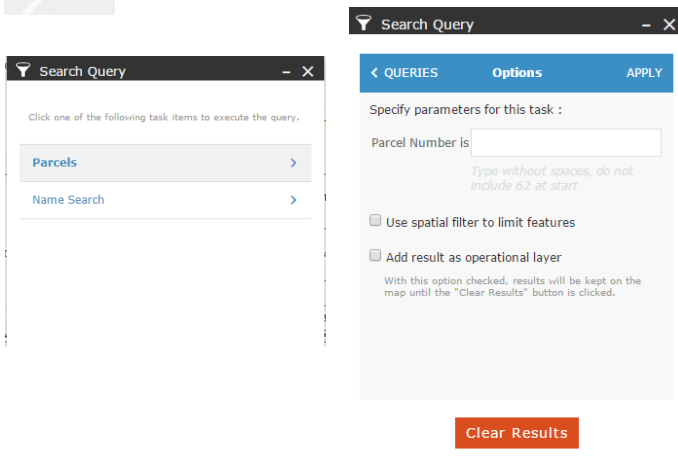 Search Query
Click one of the following task items to execute the query.
Parcels
Name Search
Search Query
QUERIES Options APPLY
Specify parameters for this task :
Parcel Number is
Type without spaces, do not
include 62 at start
Use spatial filter to limit features
Add result as operational layer
With this option checked, results will be kept on the
map until the "Clear Results" button is clicked.
Clear Results